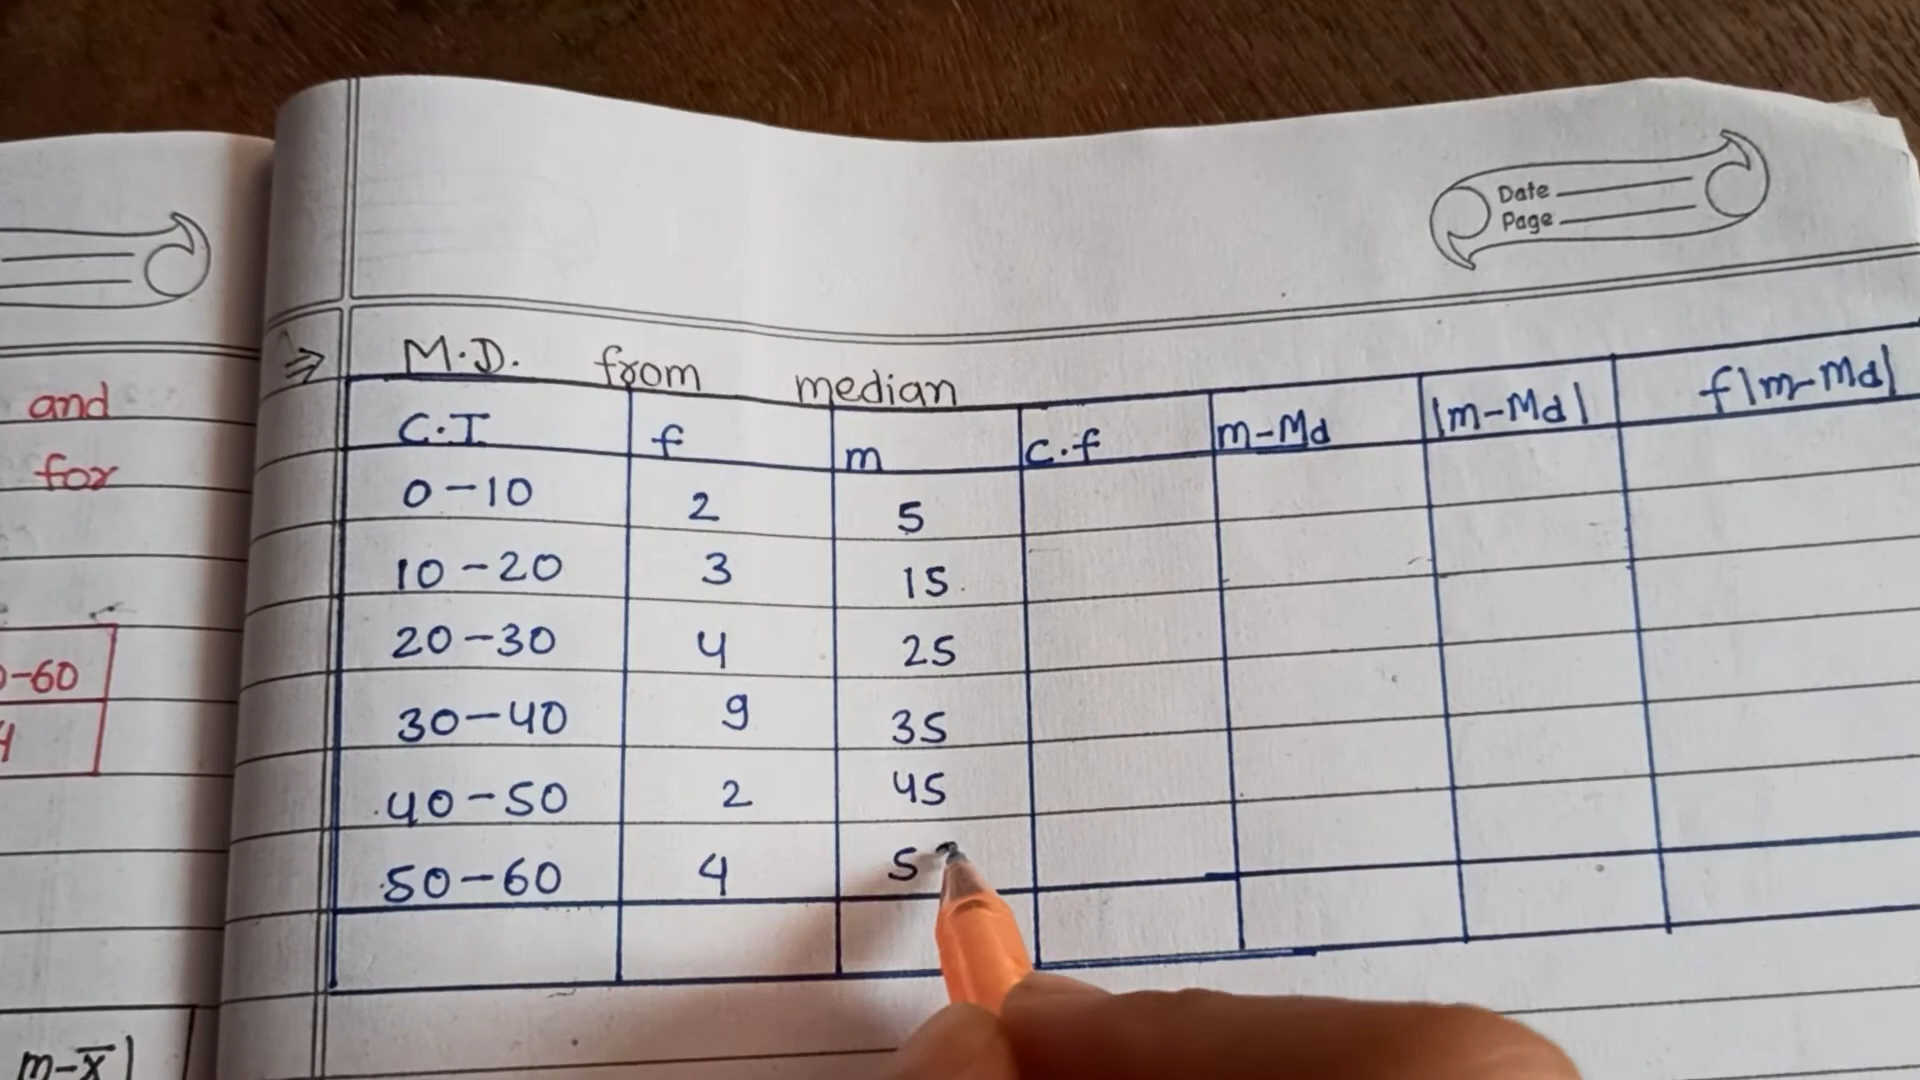 Date
Page
and
for
-60
m-x̄|
⇒ M.D. from median
C.I f m c.f m-Md |m-Md| f|m-Md|
0-10 2 5
10-20 3 15
20-30 4 25
30-40 9 35
40-50 2 45
50-60 4 5